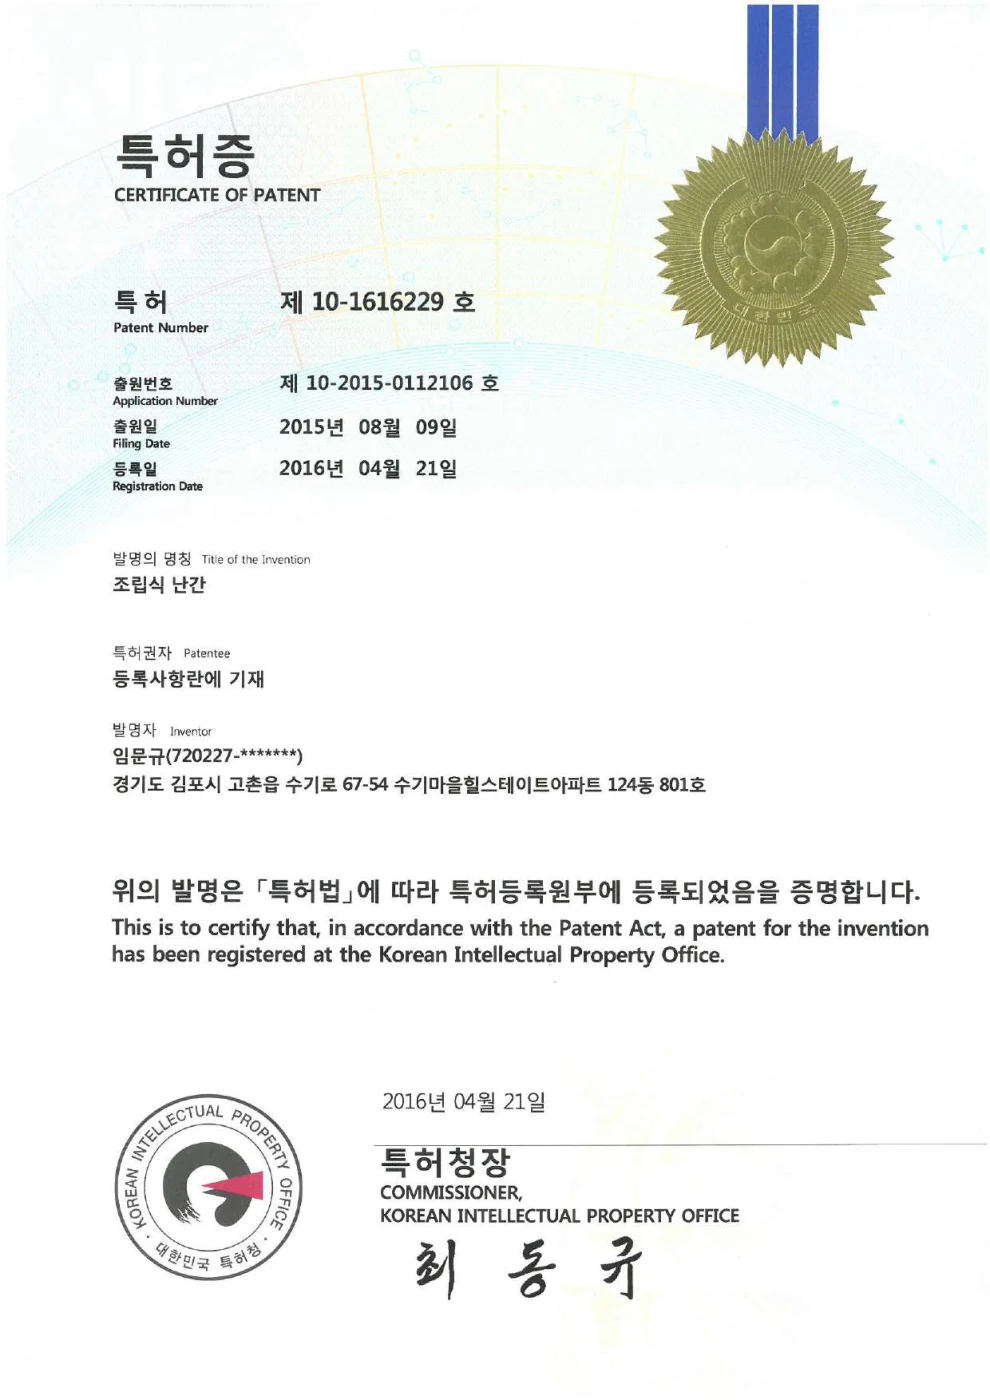 특허증
CERTIFICATE OF PATENT
대한민국
특 허 제 10-1616229 호
Patent Number
출원번호 제 10-2015-0112106 호
Application Number
출원일 2015년 08월 09일
Filing Date
등록일 2016년 04월 21일
Registration Date
발명의 명칭 Title of the Invention
조립식 난간
특허권자 Patentee
등록사항란에 기재
발명자 Inventor
임문규(720227-*******)
경기도 김포시 고촌읍 수기로 67-54 수기마을힐스테이트아파트 124동 801호
위의 발명은 「특허법」에 따라 특허등록원부에 등록되었음을 증명합니다.
This is to certify that, in accordance with the Patent Act, a patent for the invention
has been registered at the Korean Intellectual Property Office.
2016년 04월 21일
특허청장
COMMISSIONER,
KOREAN INTELLECTUAL PROPERTY OFFICE
최 동 규
KOREAN INTELLECTUAL PROPERTY OFFICE
· 대한민국 특허청 ·